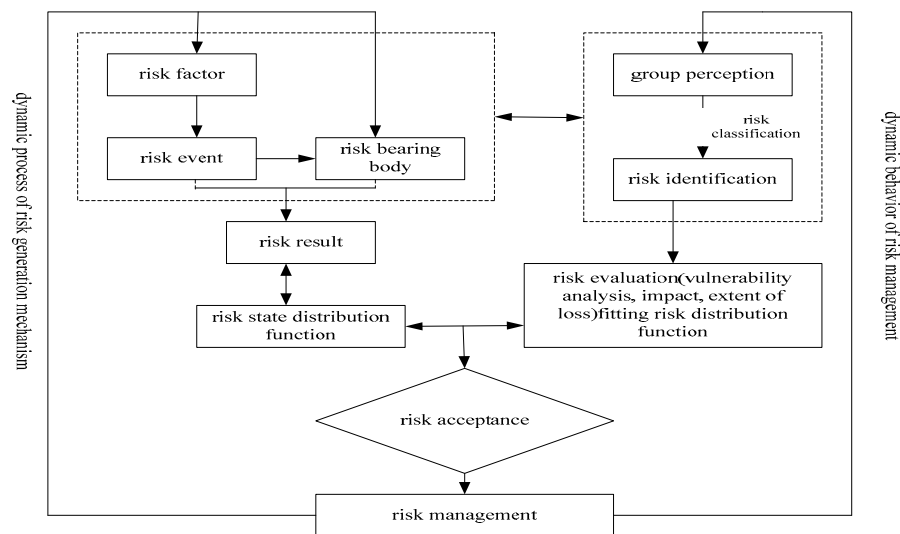 dynamic process of risk generation mechanism
risk factor
risk event
risk bearing
body
risk result
risk state distribution
function
group perception
risk
classification
risk identification
risk evaluation(vulnerability
analysis, impact, extent of
loss)fitting risk distribution
function
risk acceptance
risk management
dynamic behavior of risk management